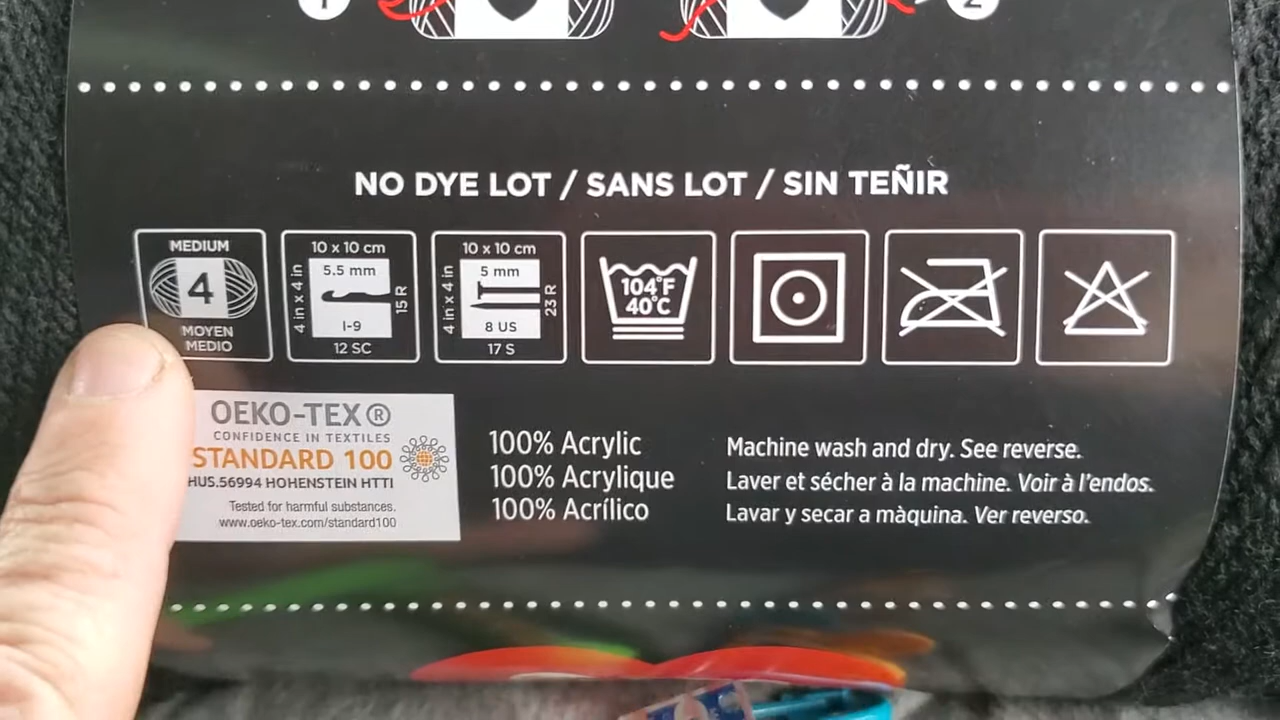 1 2
NO DYE LOT / SANS LOT / SIN TEÑIR
MEDIUM
4
MOYEN
MEDIO
10 x 10 cm
4 in x 4 in
5.5 mm
15 R
I-9
12 SC
10 x 10 cm
4 in x 4 in
5 mm
23 R
8 US
17 S
104°F
40°C
OEKO-TEX®
CONFIDENCE IN TEXTILES
STANDARD 100
HUS.56994 HOHENSTEIN HTTI
Tested for harmful substances.
www.oeko-tex.com/standard100
100% Acrylic
100% Acrylique
100% Acrílico
Machine wash and dry. See reverse.
Laver et sécher à la machine. Voir à l'endos.
Lavar y secar a màquina. Ver reverso.